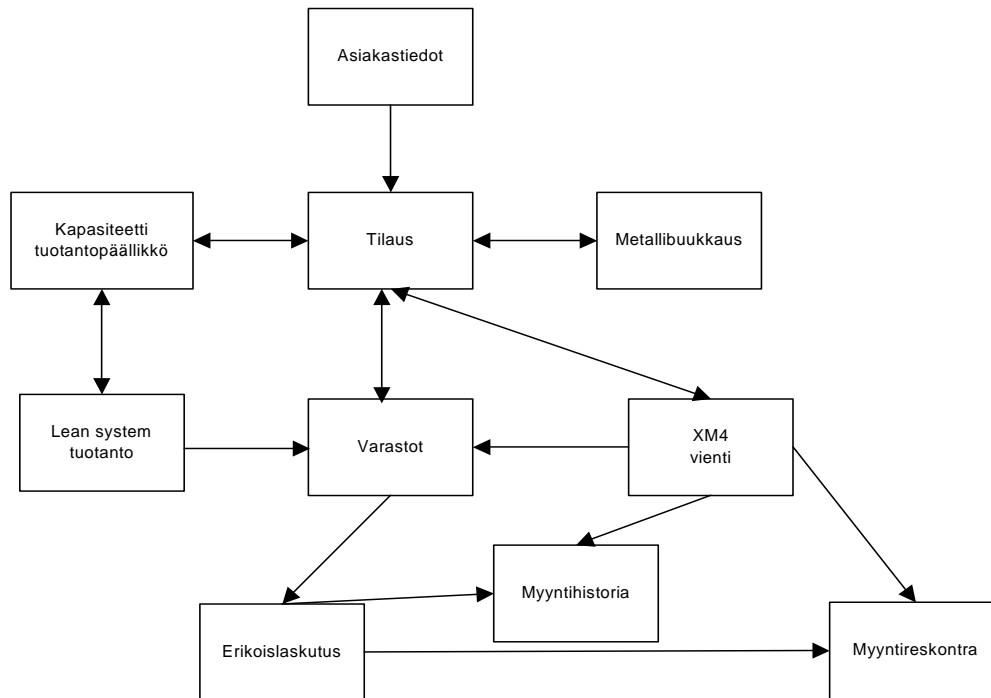 Asiakastiedot
Kapasiteetti
tuotantopäällikkö
Tilaus
Metallibuukkaus
Lean system
tuotanto
Varastot
XM4
vienti
Myyntihistoria
Erikoislaskutus
Myyntireskontra